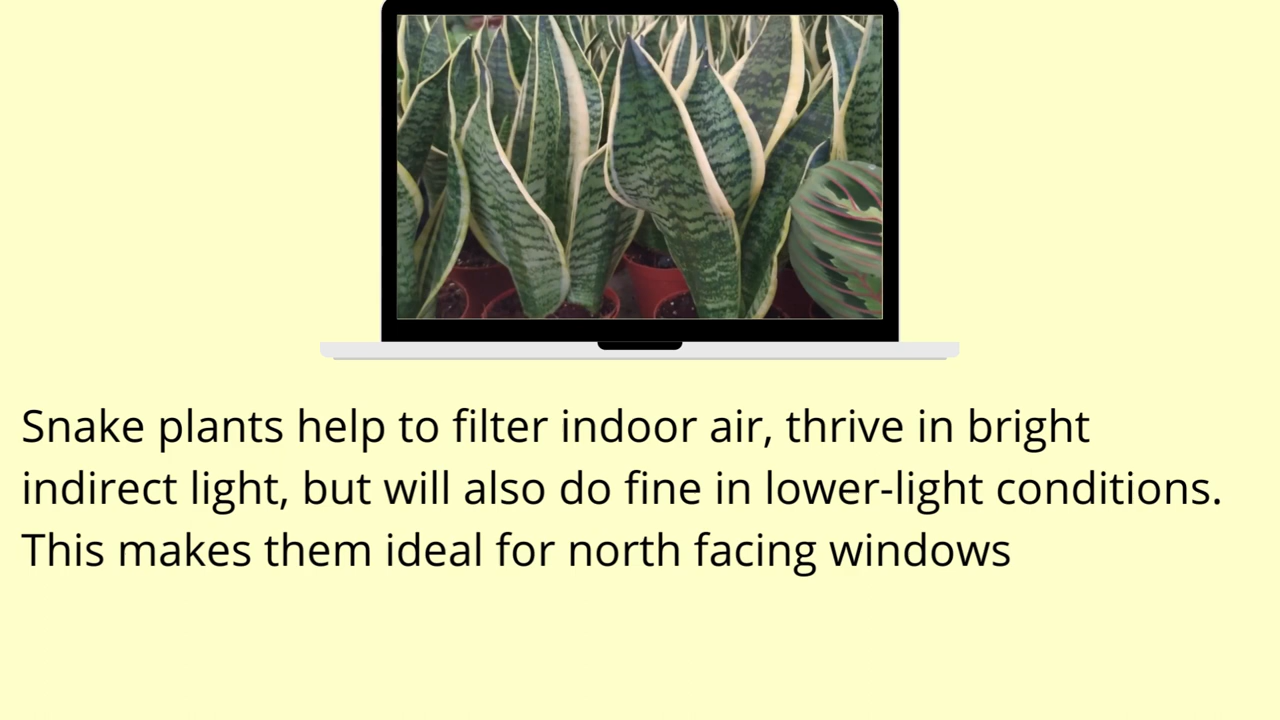 Snake plants help to filter indoor air, thrive in bright
indirect light, but will also do fine in lower-light conditions.
This makes them ideal for north facing windows